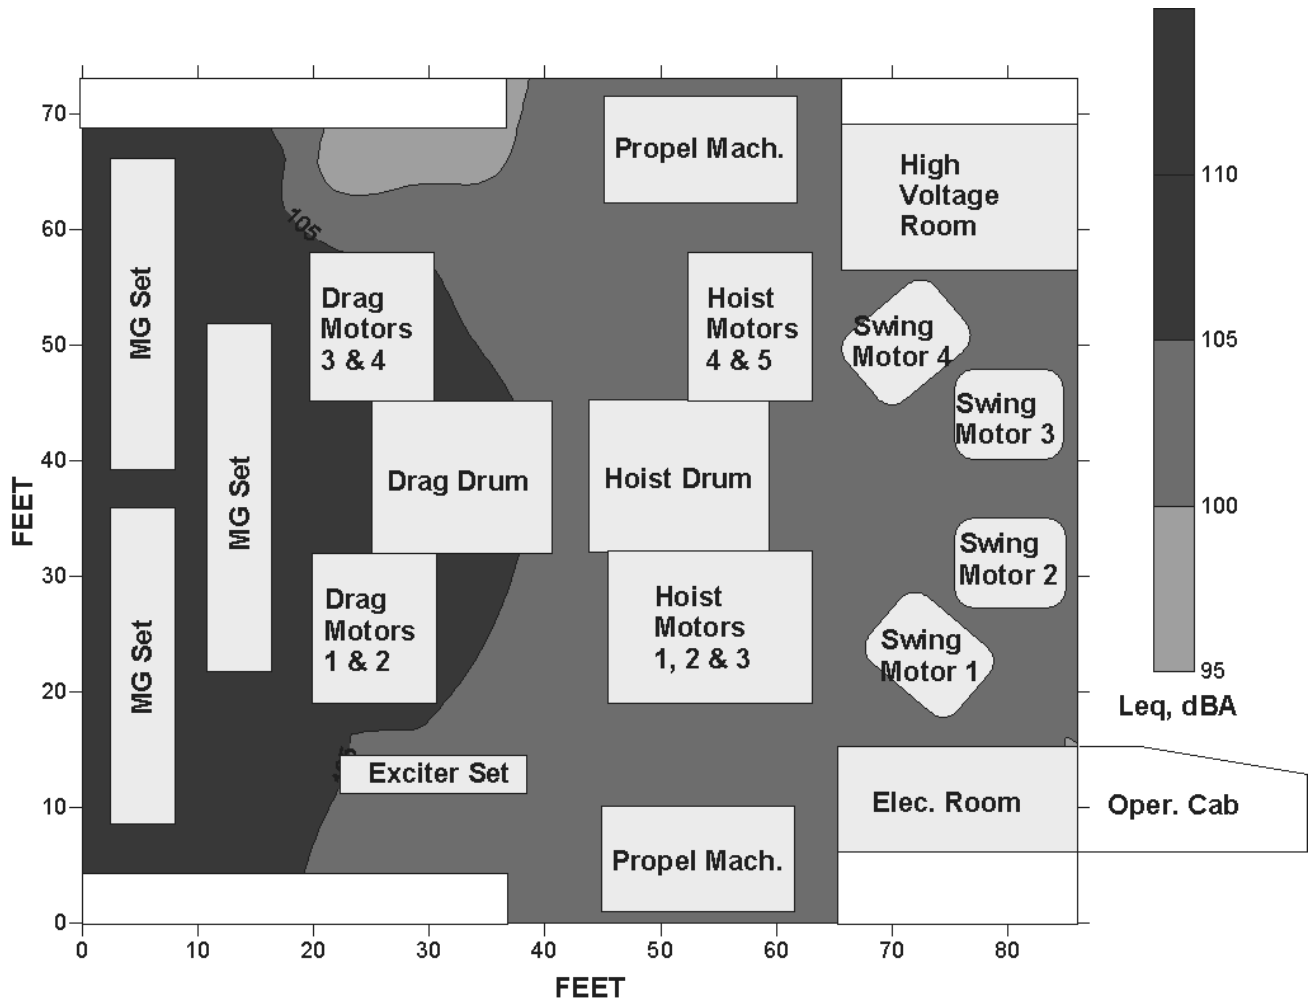 70
60
50
40
30
20
10
0
FEET
0
10
20
30
40
50
60
70
80
FEET
MG Set
MG Set
MG Set
105
Drag
Motors
3 & 4
Drag Drum
Drag
Motors
1 & 2
Exciter Set
Propel Mach.
Hoist
Motors
4 & 5
Hoist Drum
Hoist
Motors
1, 2 & 3
Propel Mach.
High
Voltage
Room
Swing
Motor 4
Swing
Motor 3
Swing
Motor 2
Swing
Motor 1
Elec. Room
Oper. Cab
110
105
100
95
Leq, dBA